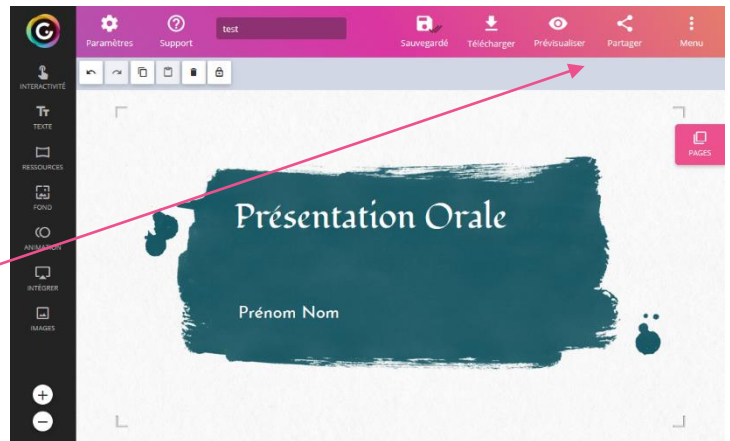 Paramètres Support test Sauvegardé Télécharger Prévisualiser Partager Menu
INTERACTIVITÉ
Tт
TEXTE
RESSOURCES
FOND
ANIMATION
INTÉGRER
IMAGES
PAGES
Présentation Orale
Prénom Nom